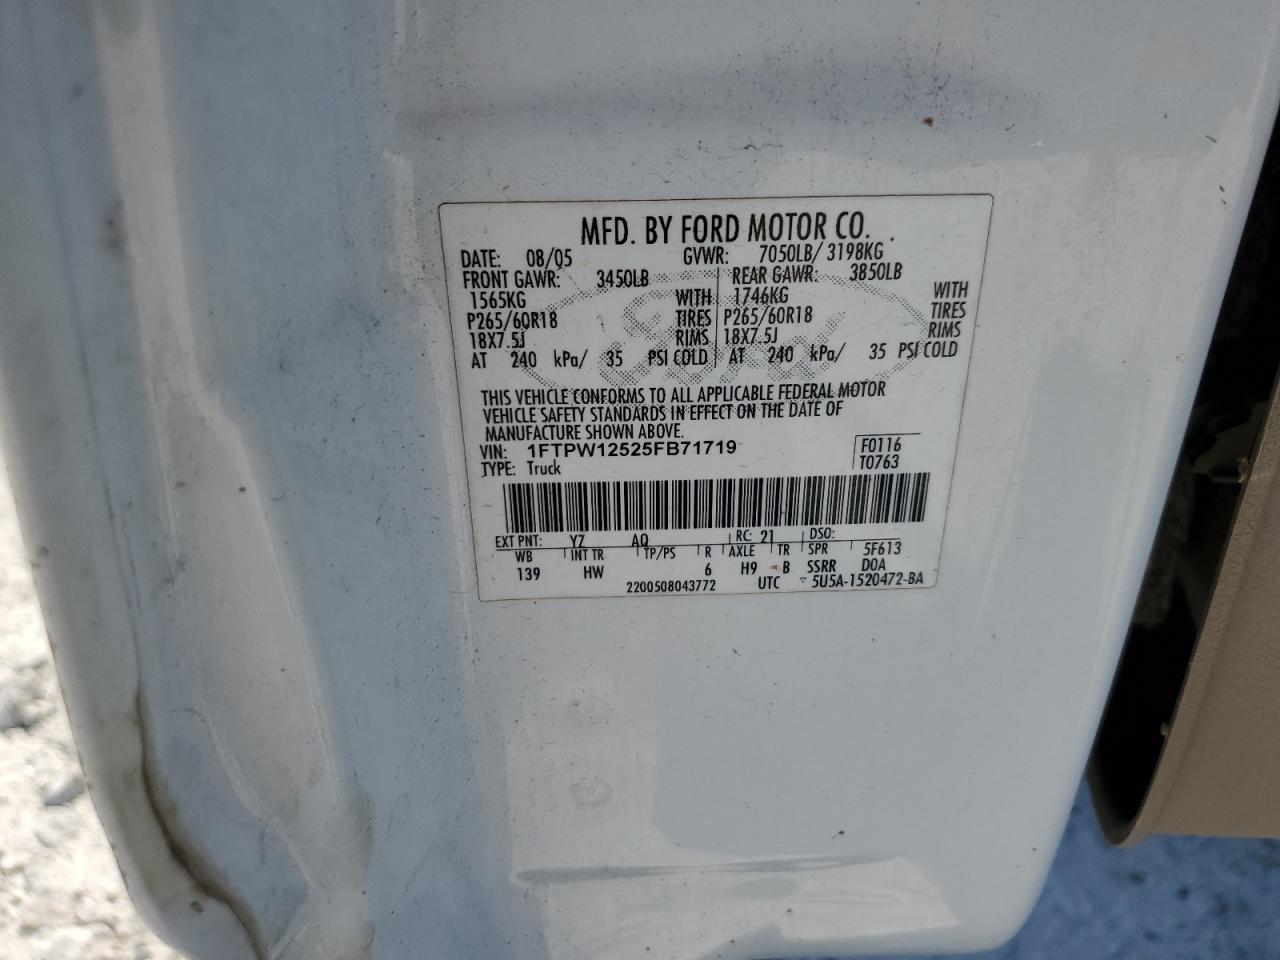 MFD. BY FORD MOTOR CO.
DATE: 08/05 GVWR: 7050LB/ 3198KG
FRONT GAWR: 3450LB REAR GAWR: 3850LB
1565KG WITH 1746KG WITH
P265/60R18 TIRES P265/60R18 TIRES
18X7.5J RIMS 18X7.5J RIMS
AT 240 kPa/ 35 PSI COLD AT 240 kPa/ 35 PSI COLD
THIS VEHICLE CONFORMS TO ALL APPLICABLE FEDERAL MOTOR
VEHICLE SAFETY STANDARDS IN EFFECT ON THE DATE OF
MANUFACTURE SHOWN ABOVE.
VIN: 1FTPW12525FB71719 F0116
TYPE: Truck T0763
EXT PNT: YZ AQ RC: 21 DSO:
WB INT TR TP/PS R AXLE TR SPR 5F613
139 HW 6 H9 B SSRR DOA
2200508043772 UTC ▽ 5U5A-1520472-BA